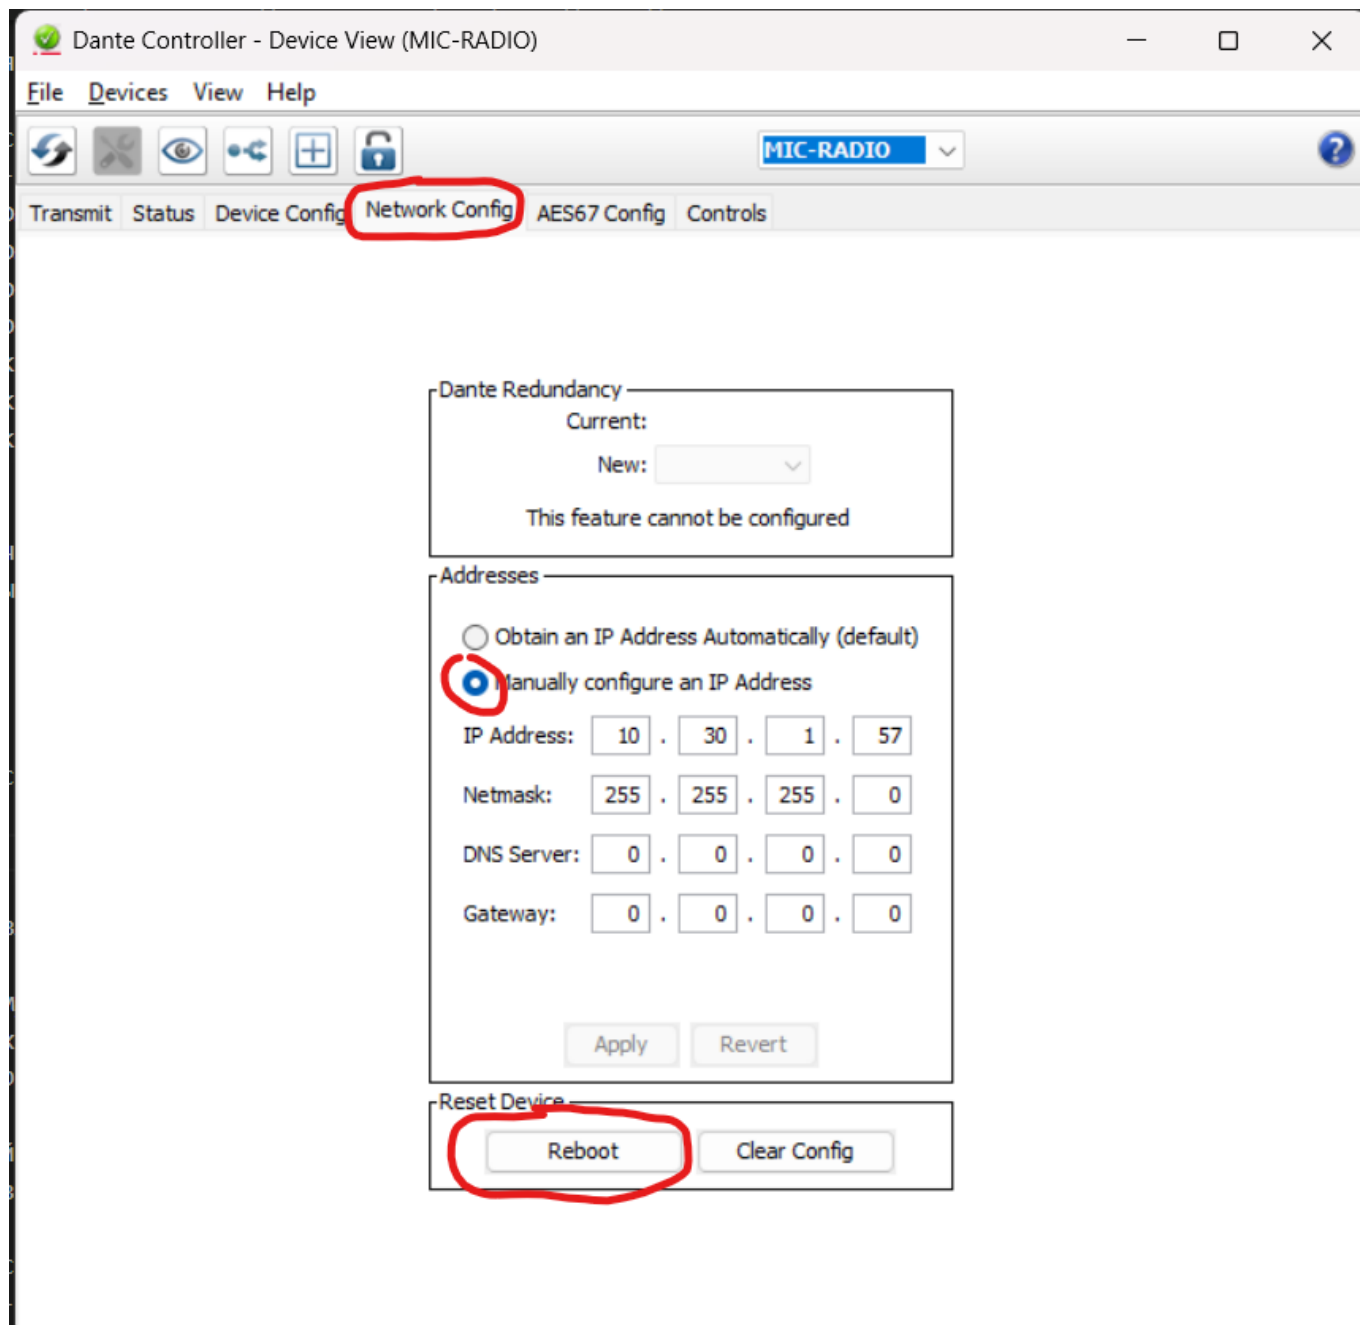 Dante Controller - Device View (MIC-RADIO)
File Devices View Help
MIC-RADIO
Transmit Status Device Config Network Config AES67 Config Controls
Dante Redundancy
Current:
New:
This feature cannot be configured
Addresses
Obtain an IP Address Automatically (default)
Manually configure an IP Address
IP Address: 10 . 30 . 1 . 57
Netmask: 255 . 255 . 255 . 0
DNS Server: 0 . 0 . 0 . 0
Gateway: 0 . 0 . 0 . 0
Apply Revert
Reset Device
Reboot Clear Config